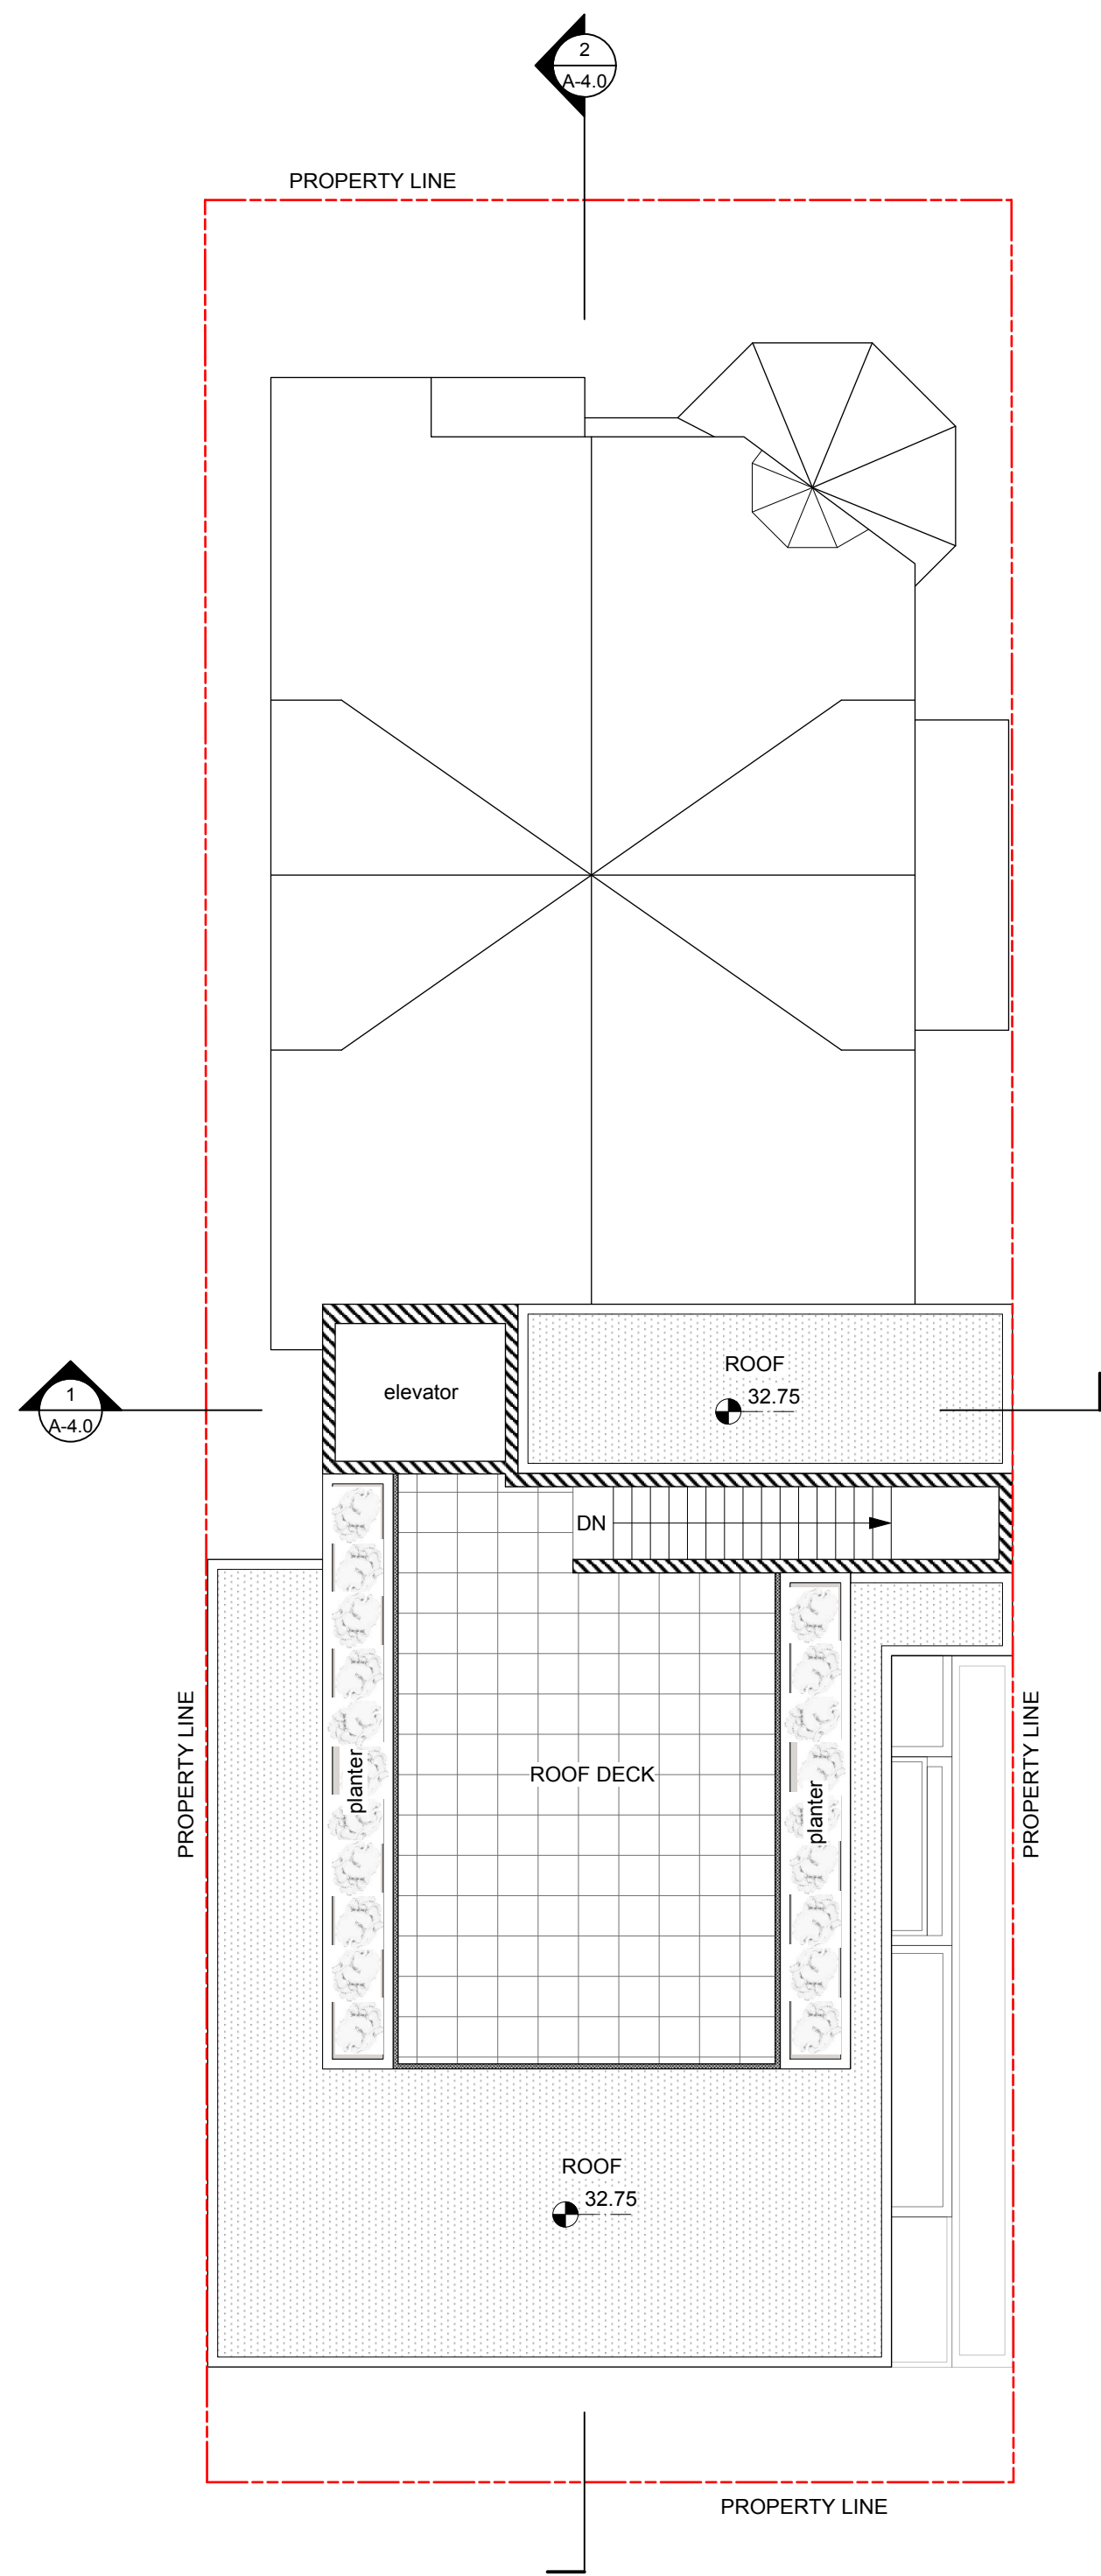 2
A-4.0
PROPERTY LINE
ROOF
32.75
elevator
1
A-4.0
DN
PROPERTY LINE
planter
ROOF DECK
planter
PROPERTY LINE
ROOF
32.75
PROPERTY LINE